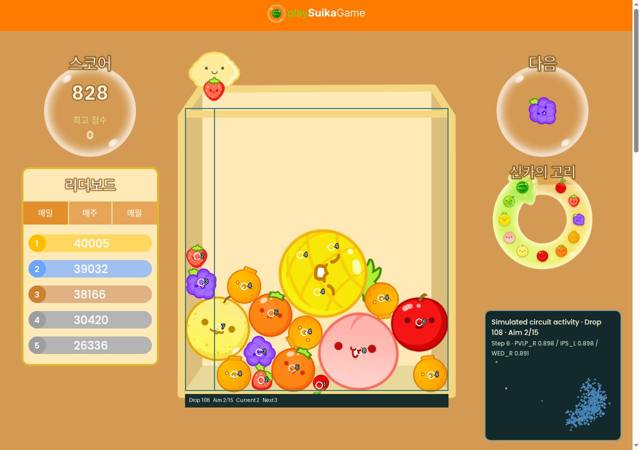 playSuikaGame
스코어
828
최고 점수
0
다음
신카의 고리
리더보드
매일
매주
매월
1 40005
2 39032
3 38166
4 30420
5 26336
Simulated circuit activity · Drop
108 · Aim 2/15
Step 6 · PVLP_R 0.898 / IPS_L 0.898 /
WED_R 0.891
Drop 108 Aim 2/15 Current 2 Next 3